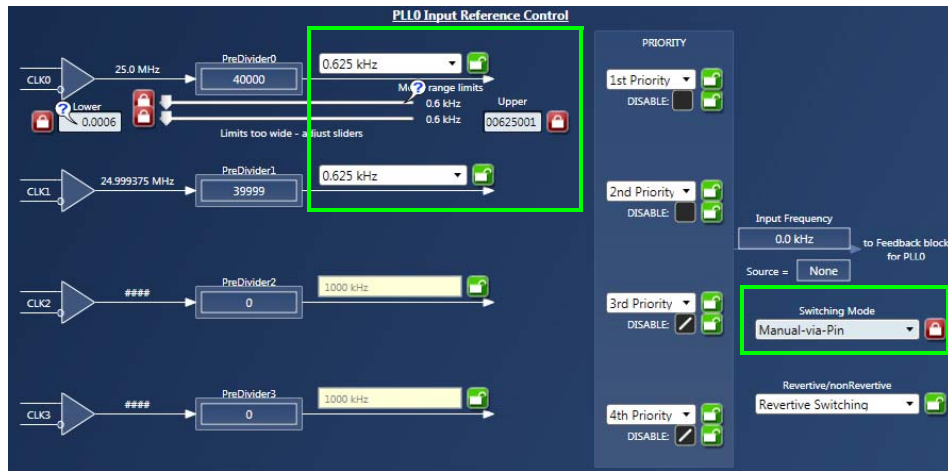 PLL0 Input Reference Control
CLK0
25.0 MHz
PreDivider0
40000
0.625 kHz
range limits
0.6 kHz
0.6 kHz
? Lower
0.0006
Upper
00625001
Limits too wide - adjust sliders
CLK1
24.999375 MHz
PreDivider1
39999
0.625 kHz
CLK2
####
PreDivider2
0
1000 kHz
CLK3
####
PreDivider3
0
1000 kHz
PRIORITY
1st Priority
DISABLE:
2nd Priority
DISABLE:
3rd Priority
DISABLE:
4th Priority
DISABLE:
Input Frequency
0.0 kHz
to Feedback block
for PLL0
Source = None
Switching Mode
Manual-via-Pin
Revertive/nonRevertive
Revertive Switching